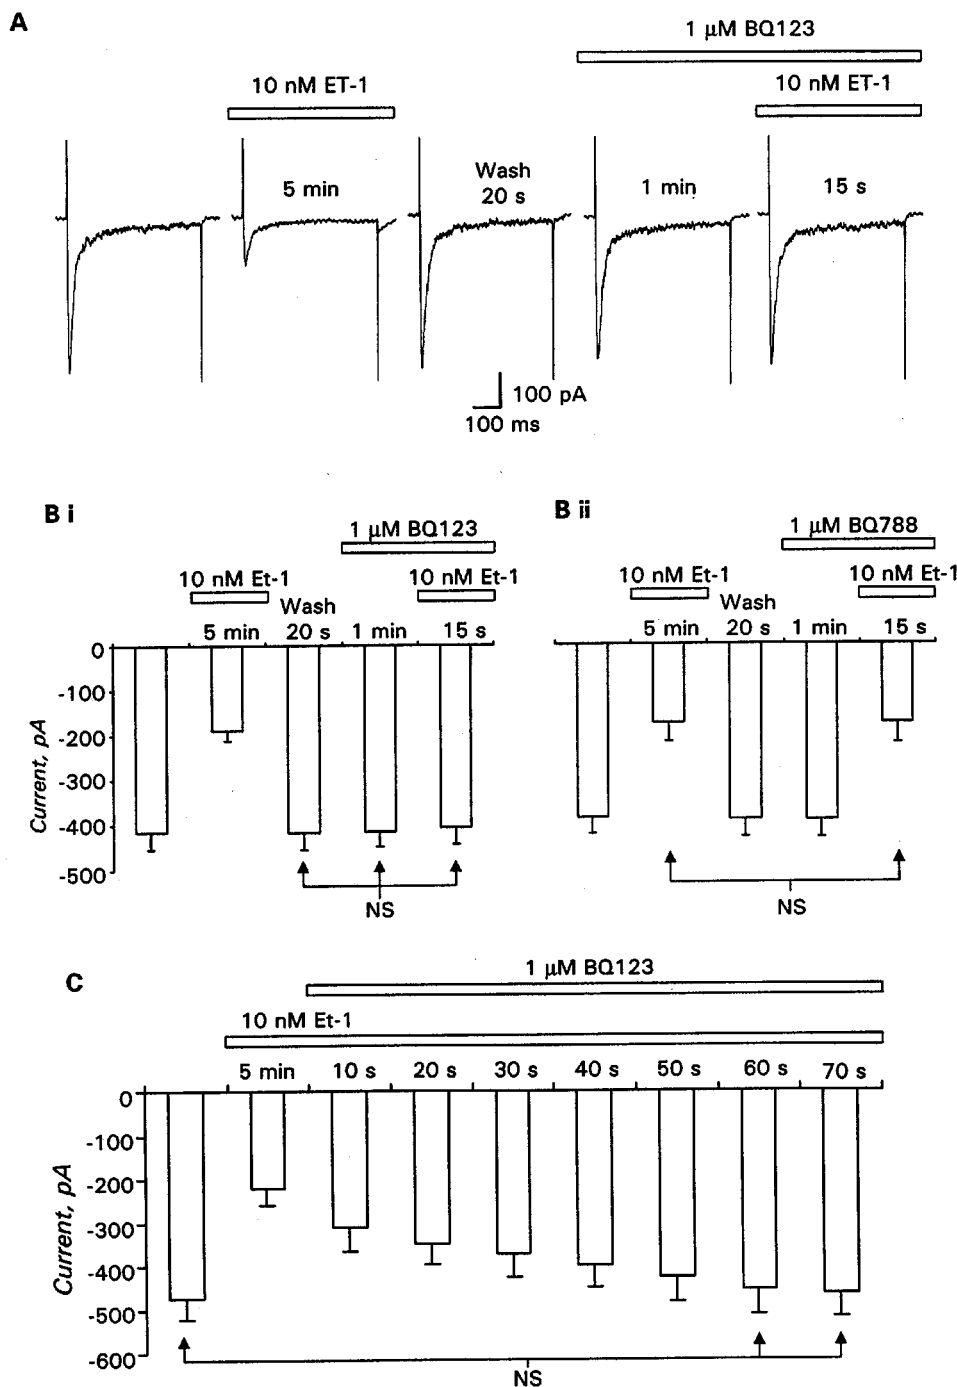 A
1 µM BQ123
10 nM ET-1
10 nM ET-1
5 min
Wash
20 s
1 min
15 s
100 pA
100 ms
B i
1 µM BQ123
10 nM Et-1
10 nM Et-1
Wash
5 min
20 s
1 min
15 s
0
-100
-200
-300
-400
-500
Current, pA
NS
B ii
1 µM BQ788
10 nM Et-1
10 nM Et-1
Wash
5 min
20 s
1 min
15 s
NS
C
1 µM BQ123
10 nM Et-1
5 min
10 s
20 s
30 s
40 s
50 s
60 s
70 s
0
-100
-200
-300
-400
-500
-600
Current, pA
NS